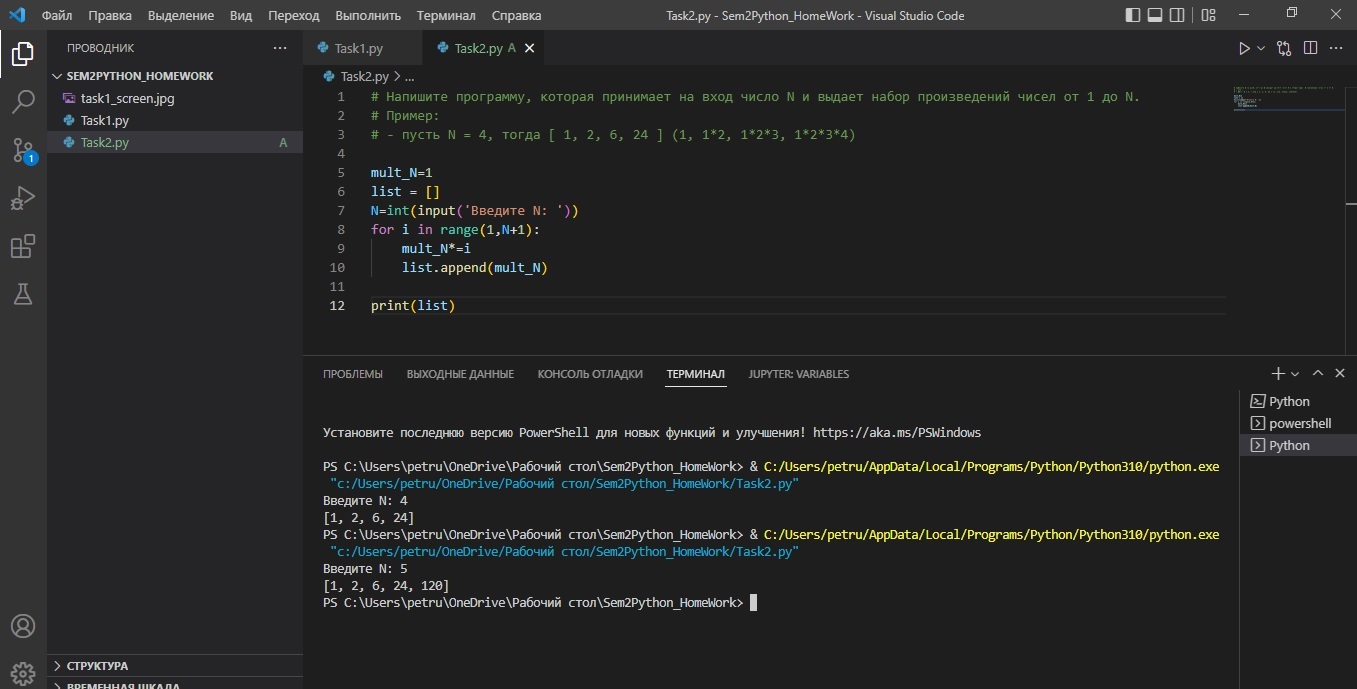 Файл Правка Выделение Вид Переход Выполнить Терминал Справка Task2.py - Sem2Python_HomeWork - Visual Studio Code
ПРОВОДНИК
SEM2PYTHON_HOMEWORK
task1_screen.jpg
Task1.py
Task2.py A
1
СТРУКТУРА
ВРЕМЕННАЯ ШКАЛА
Task1.py Task2.py A
Task2.py > ...
1 # Напишите программу, которая принимает на вход число N и выдает набор произведений чисел от 1 до N.
2 # Пример:
3 # - пусть N = 4, тогда [ 1, 2, 6, 24 ] (1, 1*2, 1*2*3, 1*2*3*4)
4
5 mult_N=1
6 list = []
7 N=int(input('Введите N: '))
8 for i in range(1,N+1):
9 mult_N*=i
10 list.append(mult_N)
11
12 print(list)
ПРОБЛЕМЫ ВЫХОДНЫЕ ДАННЫЕ КОНСОЛЬ ОТЛАДКИ ТЕРМИНАЛ JUPYTER: VARIABLES
Установите последнюю версию PowerShell для новых функций и улучшения! https://aka.ms/PSWindows
PS C:\Users\petru\OneDrive\Рабочий стол\Sem2Python_HomeWork> & C:/Users/petru/AppData/Local/Programs/Python/Python310/python.exe
"c:/Users/petru/OneDrive/Рабочий стол/Sem2Python_HomeWork/Task2.py"
Введите N: 4
[1, 2, 6, 24]
PS C:\Users\petru\OneDrive\Рабочий стол\Sem2Python_HomeWork> & C:/Users/petru/AppData/Local/Programs/Python/Python310/python.exe
"c:/Users/petru/OneDrive/Рабочий стол/Sem2Python_HomeWork/Task2.py"
Введите N: 5
[1, 2, 6, 24, 120]
PS C:\Users\petru\OneDrive\Рабочий стол\Sem2Python_HomeWork>
Python
powershell
Python